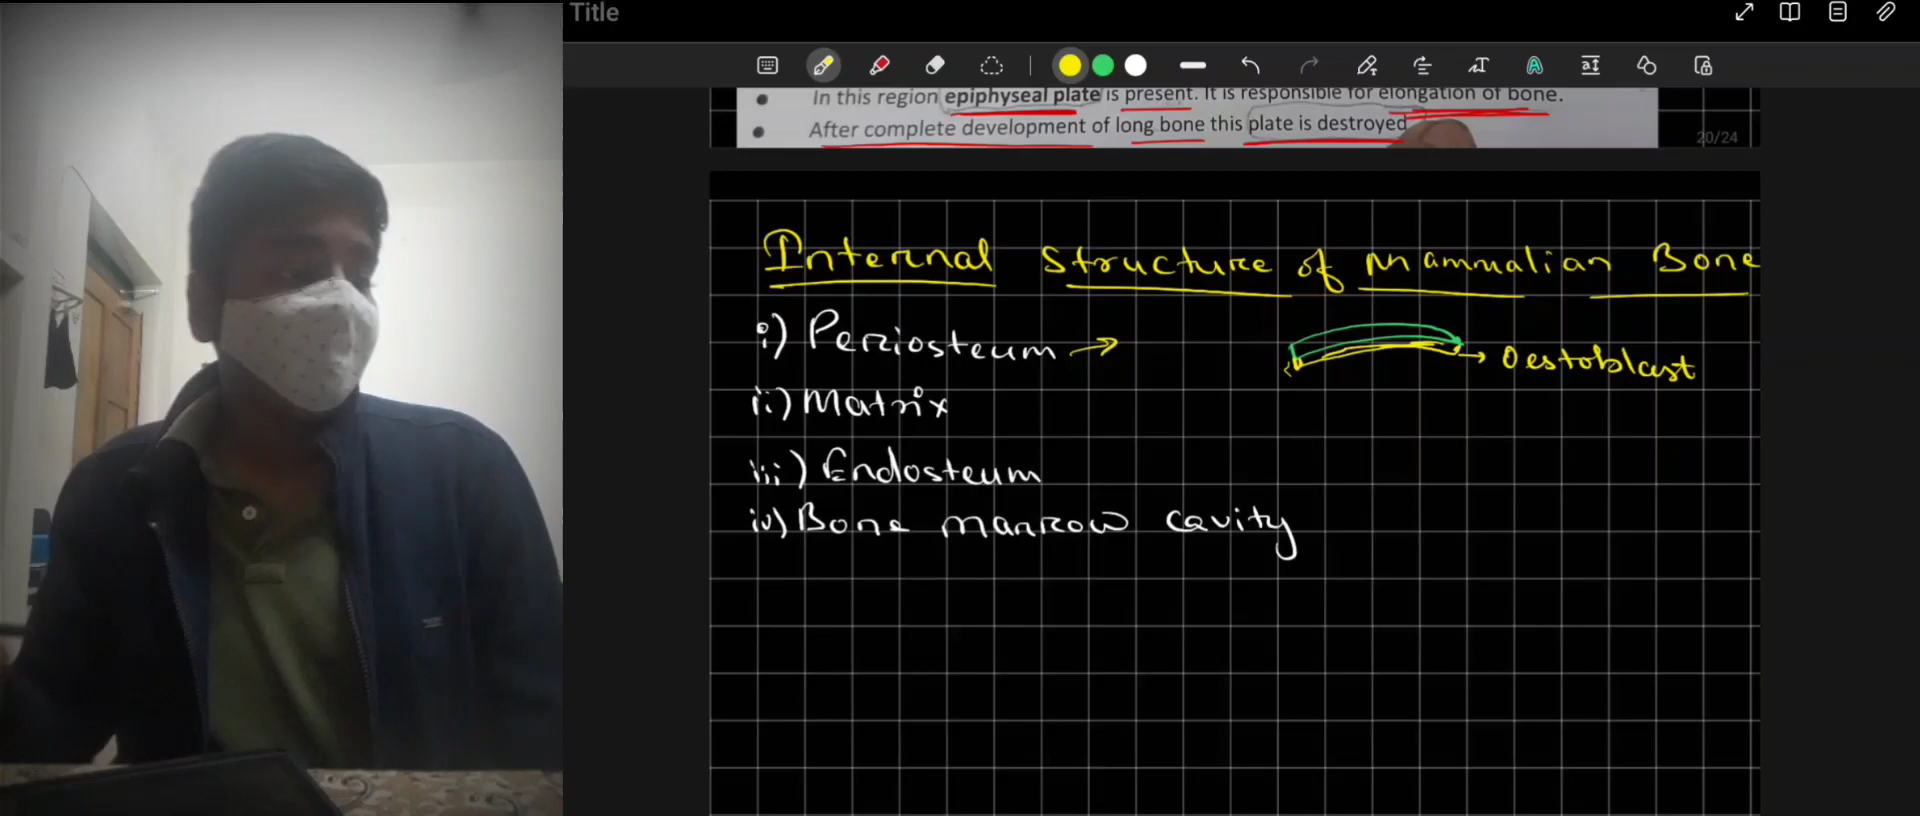 Title
In this region epiphyseal plate is present. It is responsible for elongation of bone.
After complete development of long bone this plate is destroyed
20/24
Internal Structure of Mammalian Bone
i) Periosteum →
→ Oestoblast
ii) Matrix
iii) Endosteum
iv) Bone marrow cavity